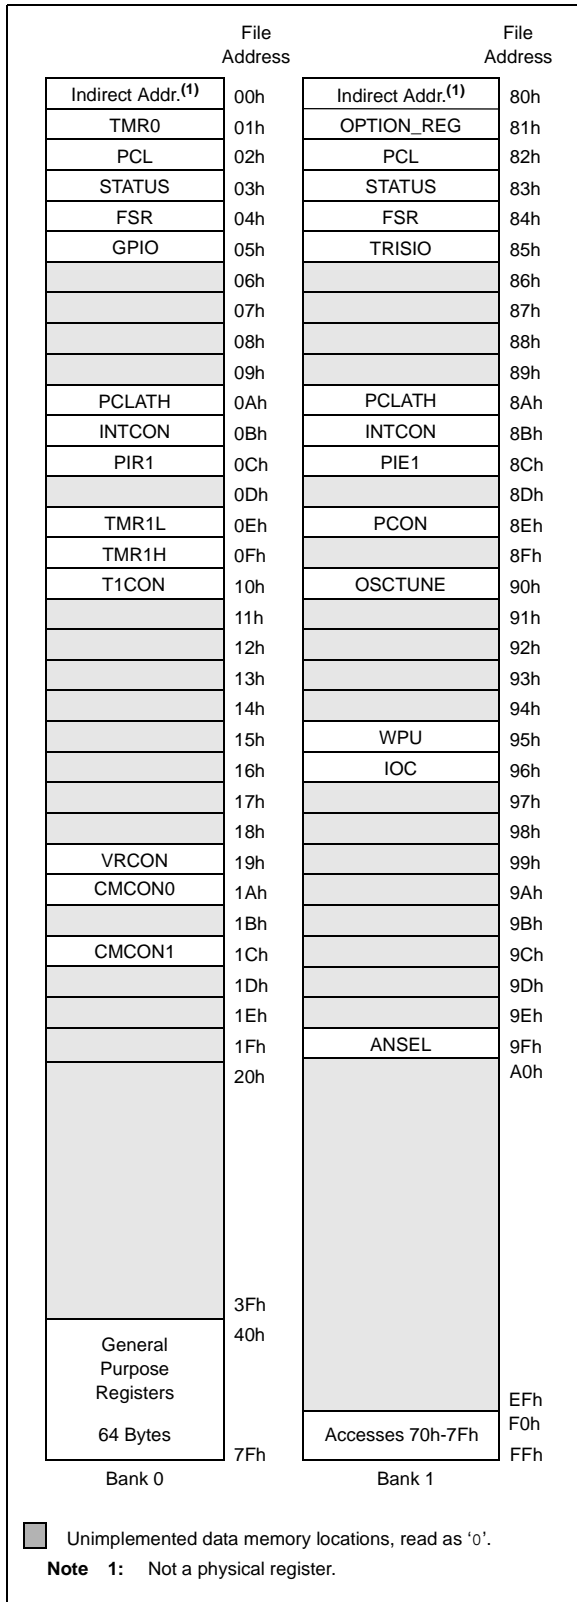 File Address File Address
Indirect Addr.(1) 00h Indirect Addr.(1) 80h
TMR0 01h OPTION_REG 81h
PCL 02h PCL 82h
STATUS 03h STATUS 83h
FSR 04h FSR 84h
GPIO 05h TRISIO 85h
06h 86h
07h 87h
08h 88h
09h 89h
PCLATH 0Ah PCLATH 8Ah
INTCON 0Bh INTCON 8Bh
PIR1 0Ch PIE1 8Ch
0Dh 8Dh
TMR1L 0Eh PCON 8Eh
TMR1H 0Fh 8Fh
T1CON 10h OSCTUNE 90h
11h 91h
12h 92h
13h 93h
14h 94h
15h WPU 95h
16h IOC 96h
17h 97h
18h 98h
VRCON 19h 99h
CMCON0 1Ah 9Ah
1Bh 9Bh
CMCON1 1Ch 9Ch
1Dh 9Dh
1Eh 9Eh
1Fh ANSEL 9Fh
20h A0h
3Fh
40h
General
Purpose
Registers
EFh
F0h
64 Bytes Accesses 70h-7Fh
7Fh FFh
Bank 0 Bank 1
Unimplemented data memory locations, read as ‘0’.
Note 1: Not a physical register.